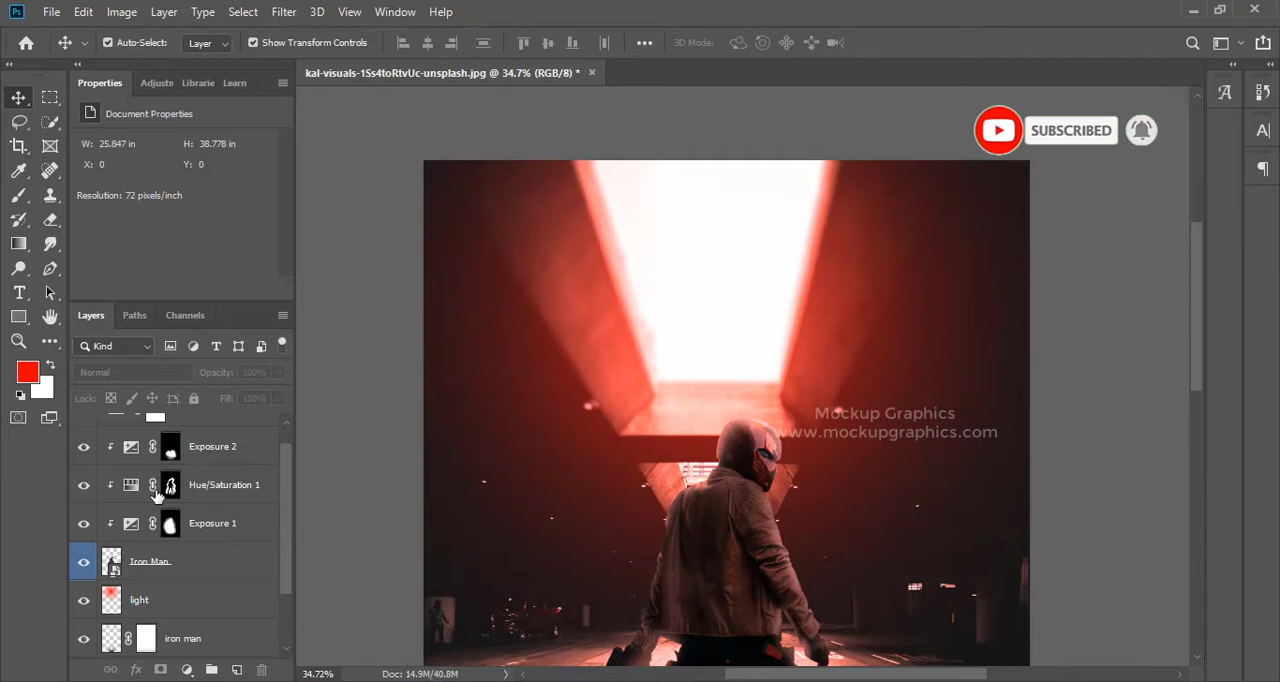 Ps File Edit Image Layer Type Select Filter 3D View Window Help
Auto-Select: Layer Show Transform Controls 3D Mode:
kal-visuals-1Ss4toRtvUc-unsplash.jpg @ 34.7% (RGB/8) *
Properties Adjustn Librarie Learn
Document Properties
W: 25.847 in H: 38.778 in
X: 0 Y: 0
Resolution: 72 pixels/inch
SUBSCRIBED
Layers Paths Channels
Kind
Normal Opacity: 100%
Lock: Fill: 100%
Exposure 2
Hue/Saturation 1
Exposure 1
Iron Man
light
iron man
Mockup Graphics
www.mockupgraphics.com
34.72% Doc: 14.9M/40.8M